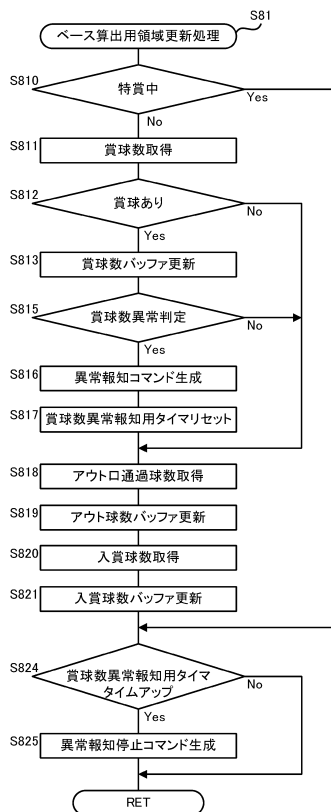 S81
ベース算出用領域更新処理
S810
特賞中
Yes
No
S811
賞球数取得
S812
賞球あり
No
Yes
S813
賞球数バッファ更新
S815
賞球数異常判定
No
Yes
S816
異常報知コマンド生成
S817
賞球数異常報知用タイマリセット
S818
アウト口通過球数取得
S819
アウト球数バッファ更新
S820
入賞球数取得
S821
入賞球数バッファ更新
S824
賞球数異常報知用タイマ
タイムアップ
No
Yes
S825
異常報知停止コマンド生成
RET